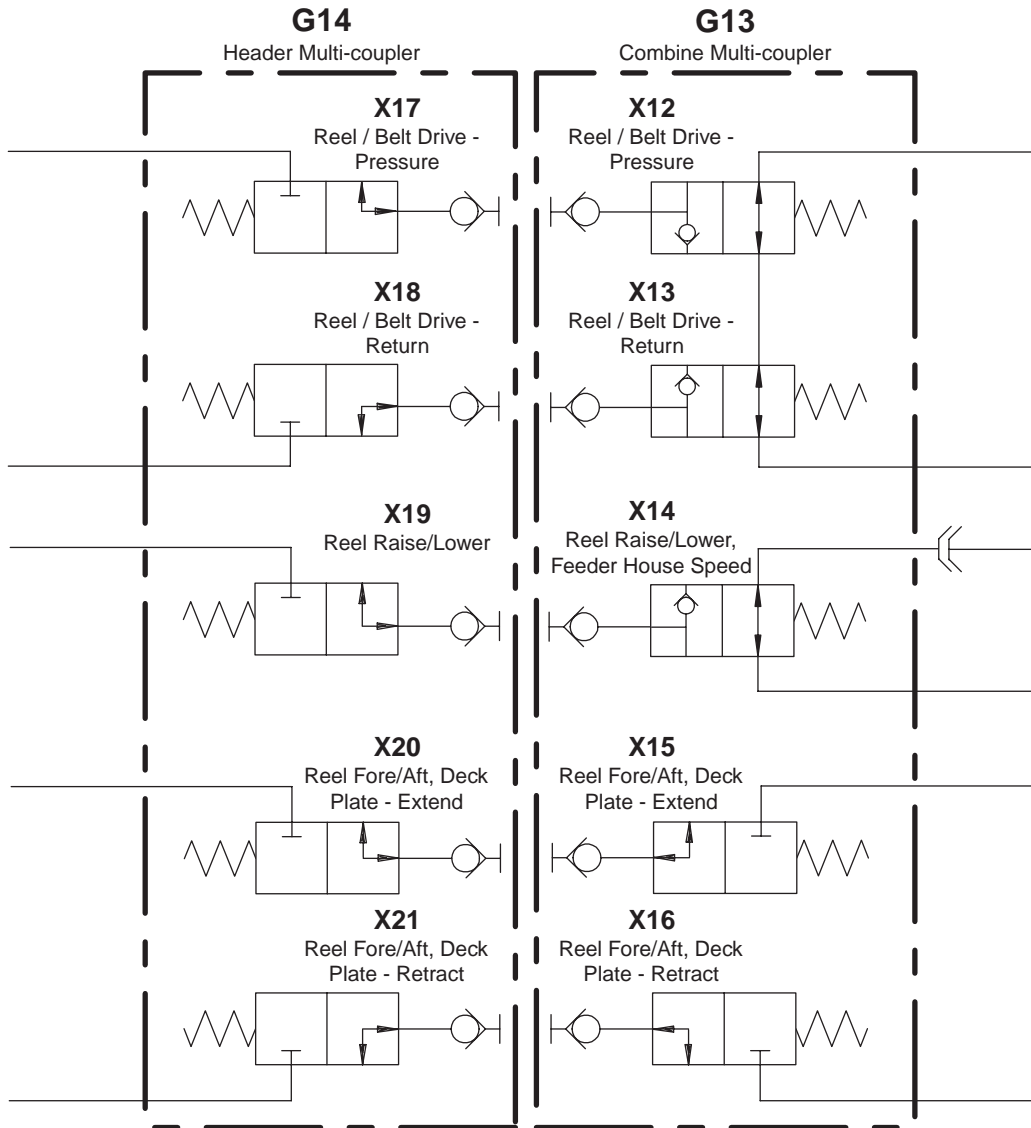 G14
Header Multi-coupler
G13
Combine Multi-coupler
X17
Reel / Belt Drive -
Pressure
X12
Reel / Belt Drive -
Pressure
X18
Reel / Belt Drive -
Return
X13
Reel / Belt Drive -
Return
X19
Reel Raise/Lower
X14
Reel Raise/Lower,
Feeder House Speed
X20
Reel Fore/Aft, Deck
Plate - Extend
X15
Reel Fore/Aft, Deck
Plate - Extend
X21
Reel Fore/Aft, Deck
Plate - Retract
X16
Reel Fore/Aft, Deck
Plate - Retract